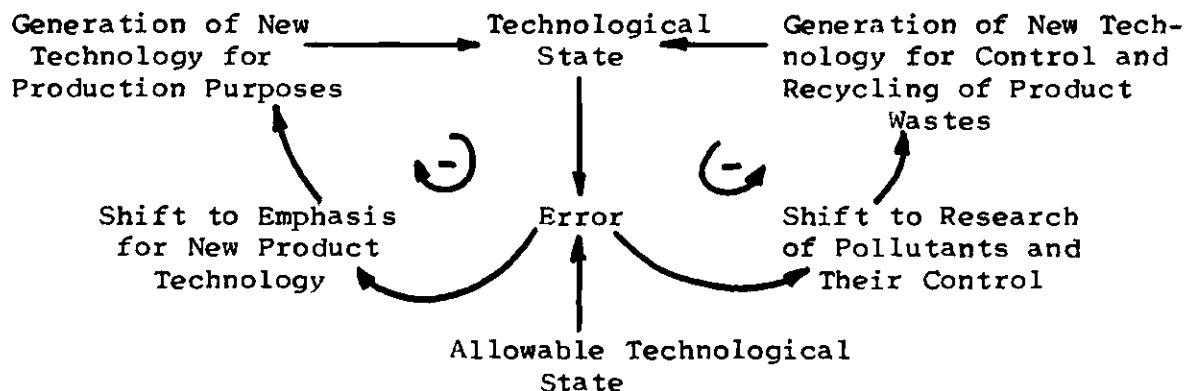 Generation of New
Technology for
Production Purposes
Technological
State
Generation of New Tech-
nology for Control and
Recycling of Product
Wastes
-
-
Shift to Emphasis
for New Product
Technology
Error
Shift to Research
of Pollutants and
Their Control
Allowable Technological
State